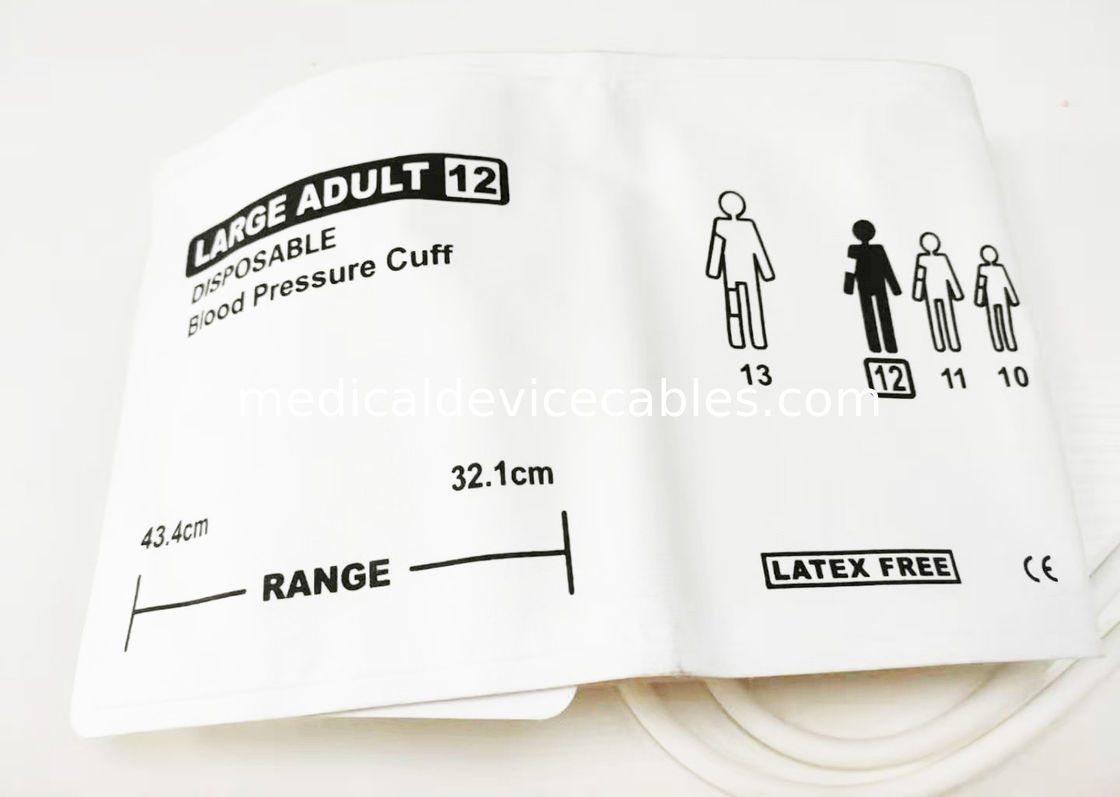 LARGE ADULT 12
DISPOSABLE
Blood Pressure Cuff
13 12 11 10
medicaldevicecables.com
43.4cm 32.1cm
RANGE
LATEX FREE
CE